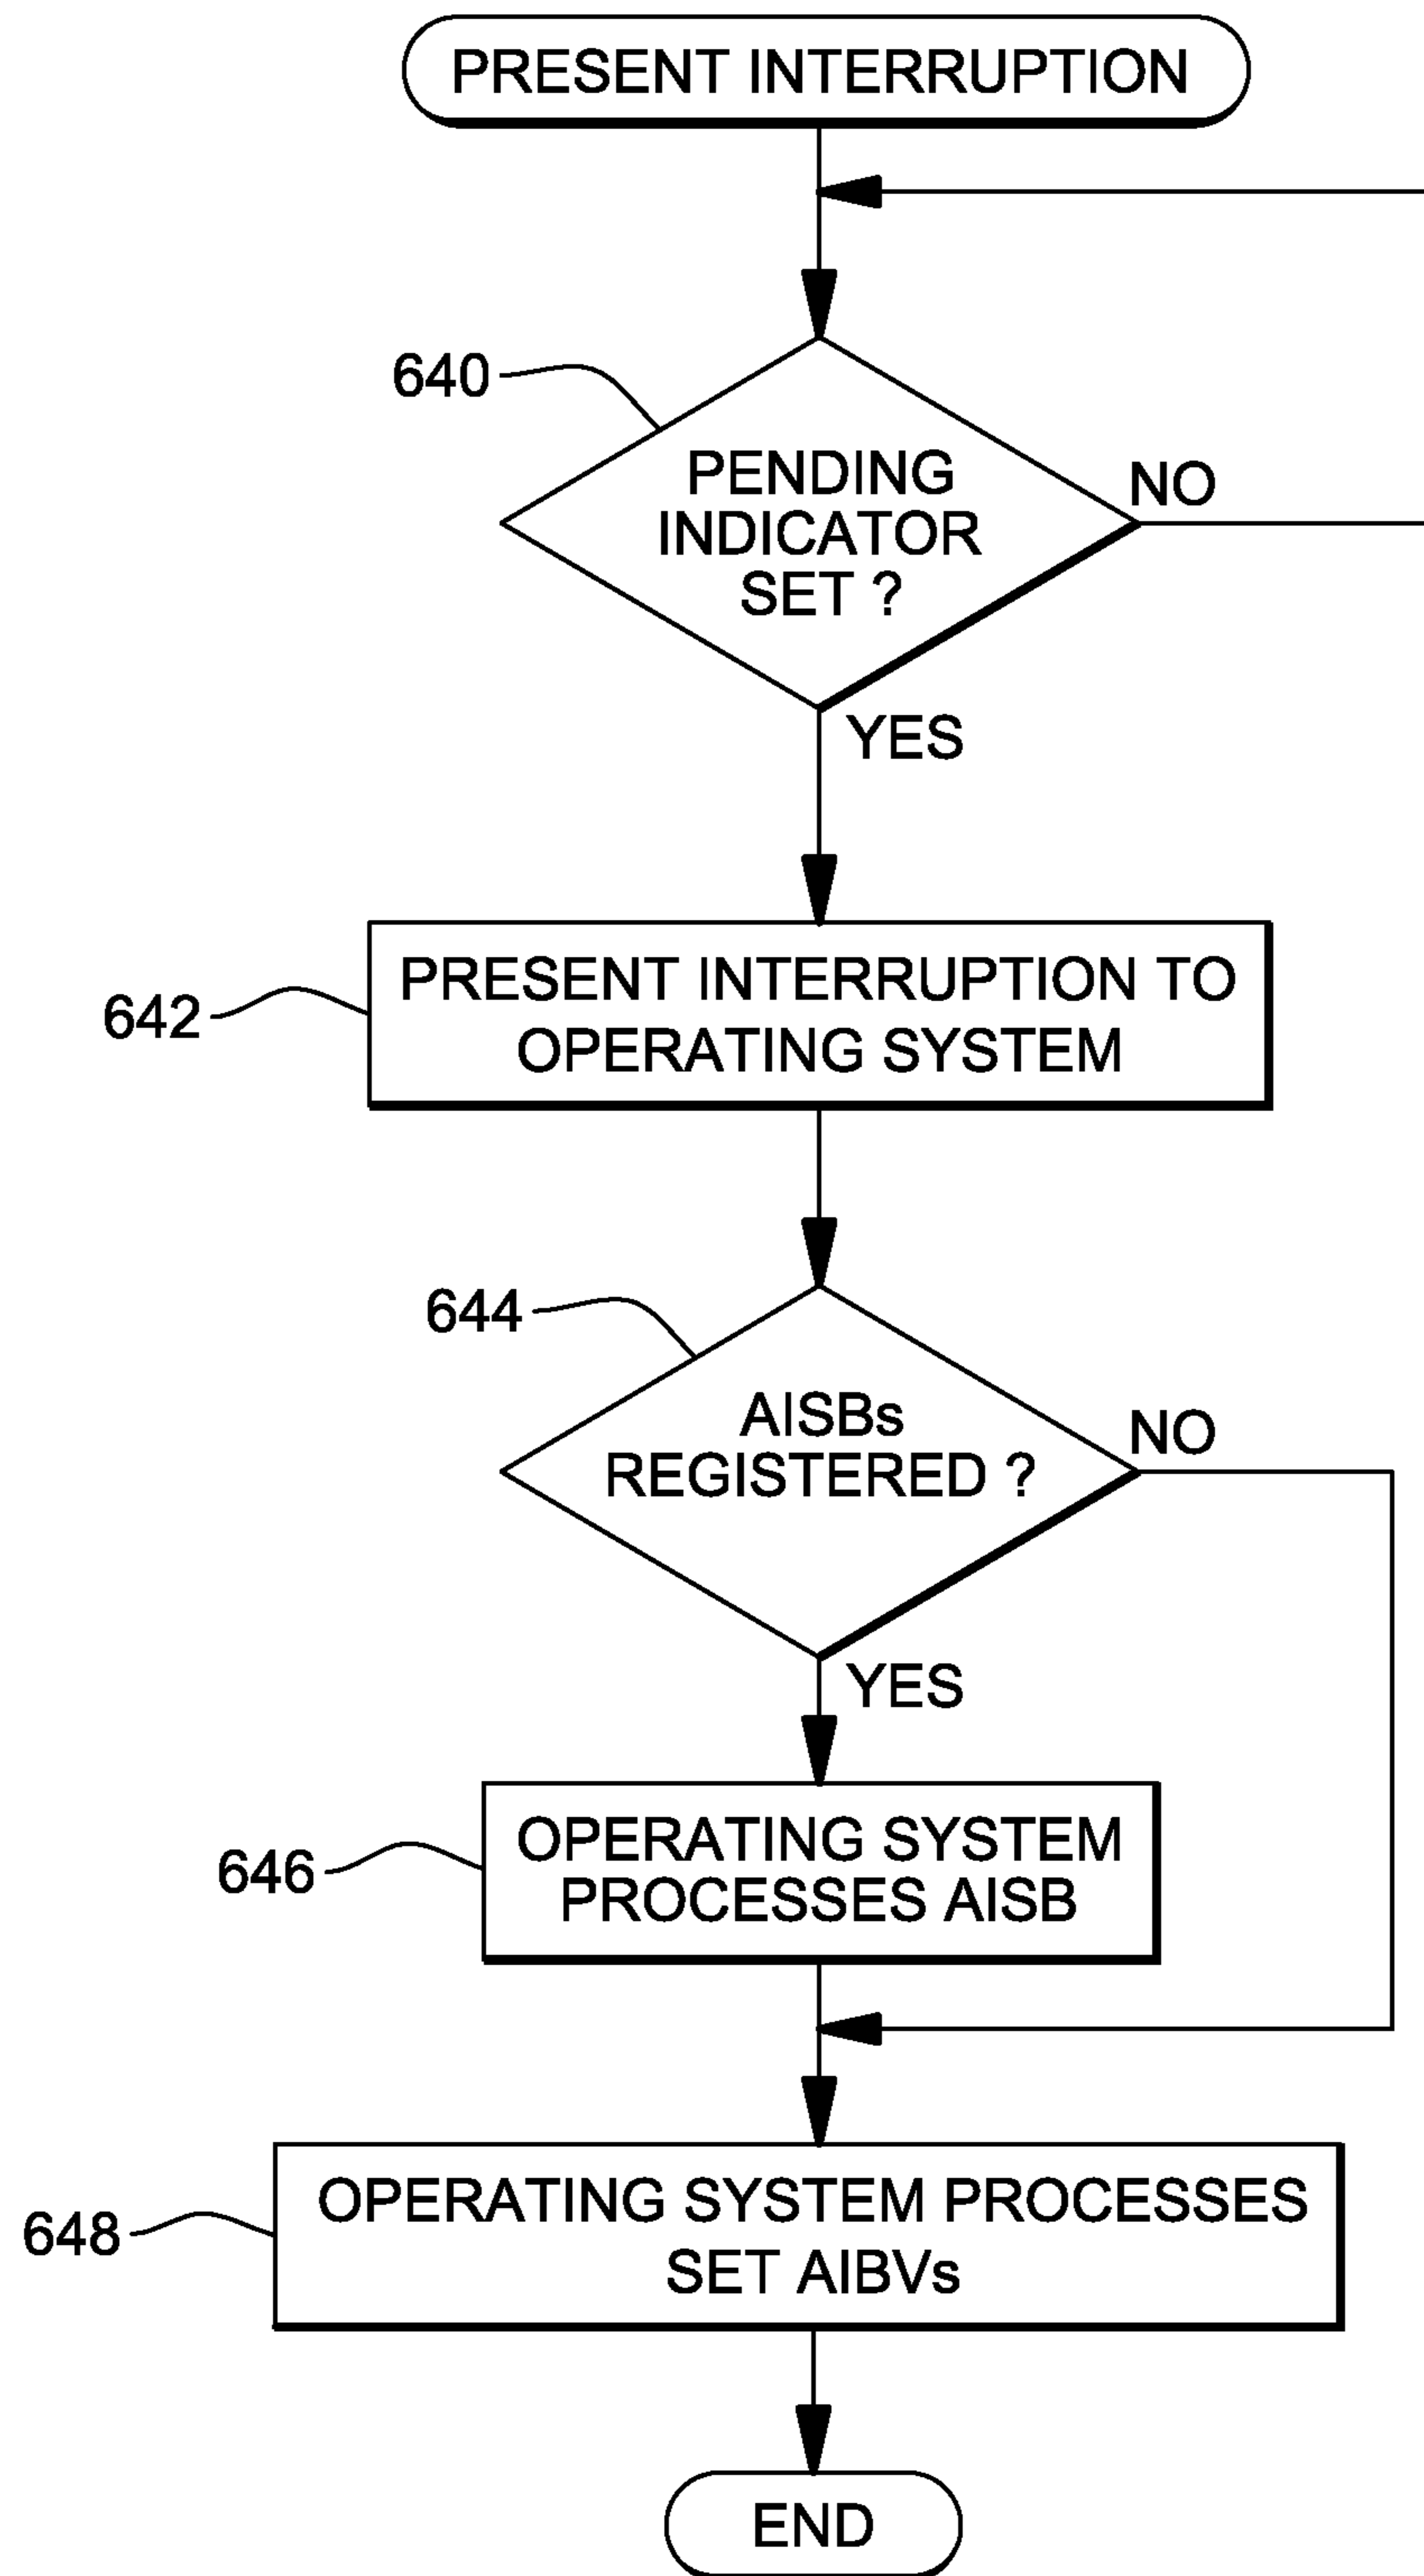 PRESENT INTERRUPTION
640
PENDING
INDICATOR
SET ?
NO
YES
642
PRESENT INTERRUPTION TO
OPERATING SYSTEM
644
AISBs
REGISTERED ?
NO
YES
646
OPERATING SYSTEM
PROCESSES AISB
648
OPERATING SYSTEM PROCESSES
SET AIBVs
END